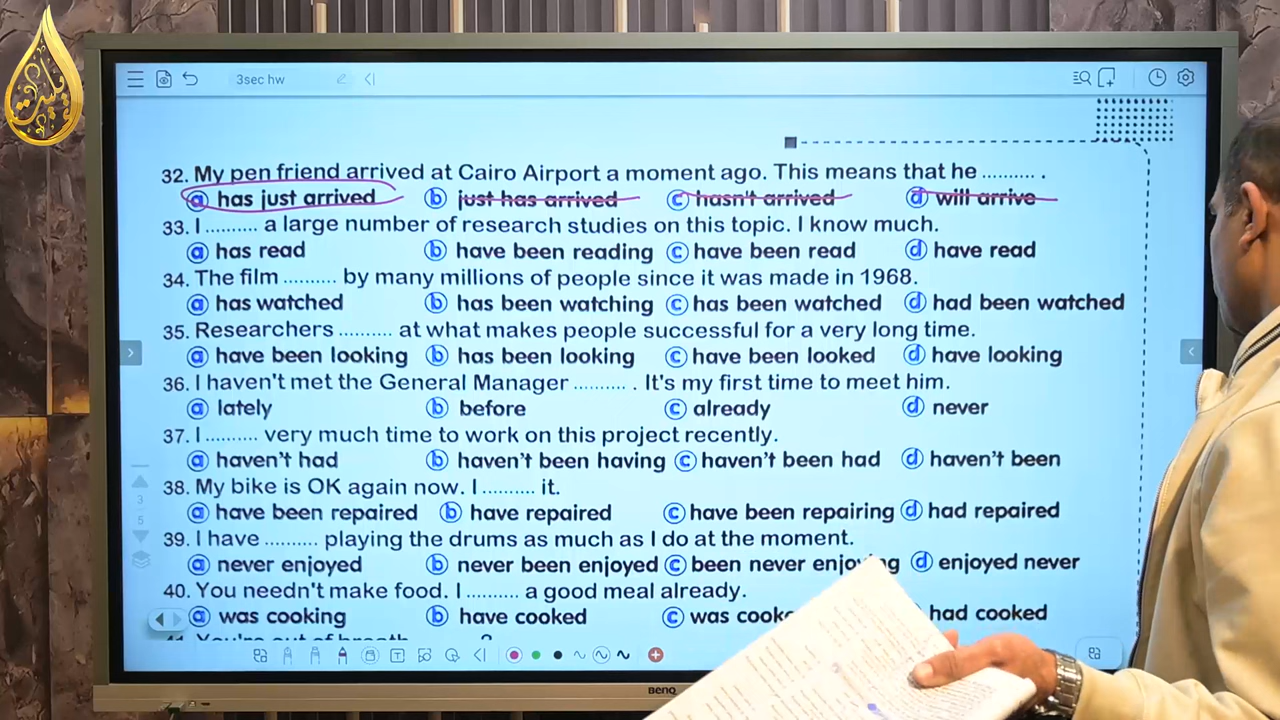 3sec hw
32. My pen friend arrived at Cairo Airport a moment ago. This means that he .......... .
ⓐ has just arrived ⓑ just has arrived ⓒ hasn't arrived ⓓ will arrive
33. I .......... a large number of research studies on this topic. I know much.
ⓐ has read ⓑ have been reading ⓒ have been read ⓓ have read
34. The film .......... by many millions of people since it was made in 1968.
ⓐ has watched ⓑ has been watching ⓒ has been watched ⓓ had been watched
35. Researchers .......... at what makes people successful for a very long time.
ⓐ have been looking ⓑ has been looking ⓒ have been looked ⓓ have looking
36. I haven't met the General Manager .......... . It's my first time to meet him.
ⓐ lately ⓑ before ⓒ already ⓓ never
37. I .......... very much time to work on this project recently.
ⓐ haven't had ⓑ haven't been having ⓒ haven't been had ⓓ haven't been
38. My bike is OK again now. I .......... it.
ⓐ have been repaired ⓑ have repaired ⓒ have been repairing ⓓ had repaired
39. I have .......... playing the drums as much as I do at the moment.
ⓐ never enjoyed ⓑ never been enjoyed ⓒ been never enjoying ⓓ enjoyed never
40. You needn't make food. I .......... a good meal already.
ⓐ was cooking ⓑ have cooked ⓒ was cooke had cooked
3
5
BenQ